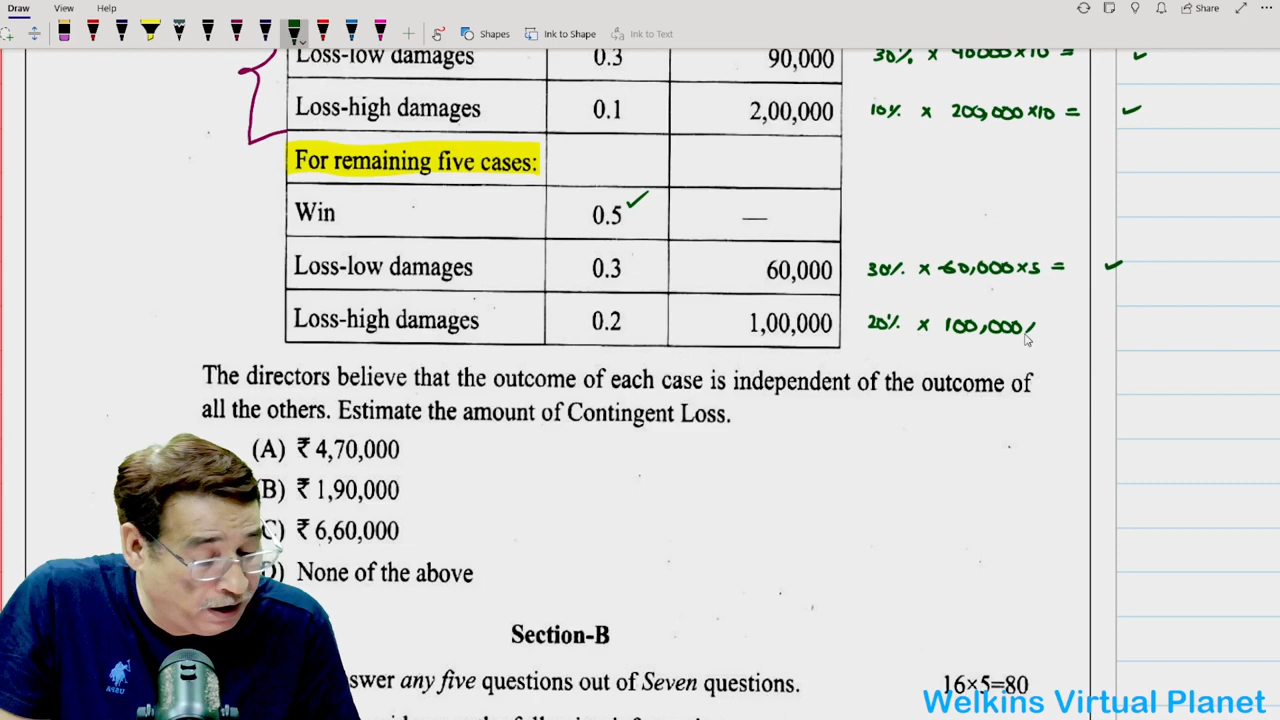 Draw View Help
Share
Shapes Ink to Shape Ink to Text
Loss-low damages 0.3 90,000 30% x 90000x10 =
Loss-high damages 0.1 2,00,000 10% x 200,000x10 =
For remaining five cases:
Win 0.5 —
Loss-low damages 0.3 60,000 30% x 60,000x5 =
Loss-high damages 0.2 1,00,000 20% x 100,000
The directors believe that the outcome of each case is independent of the outcome of
all the others. Estimate the amount of Contingent Loss.
(A) ₹ 4,70,000
B) ₹ 1,90,000
C) ₹ 6,60,000
) None of the above
Section-B
swer any five questions out of Seven questions. 16×5=80
Welkins Virtual Planet